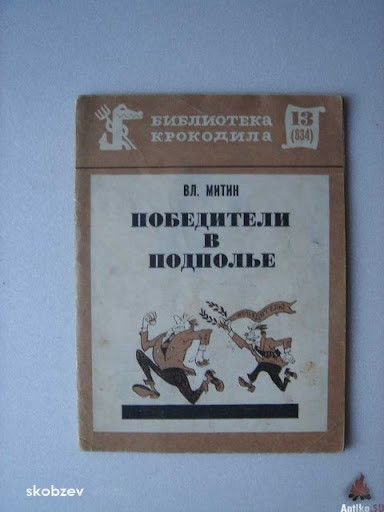 БИБЛИОТЕКА
КРОКОДИЛА
13
(834)
ВЛ. МИТИН
ПОБЕДИТЕЛИ
В
ПОДПОЛЬЕ
skobzev